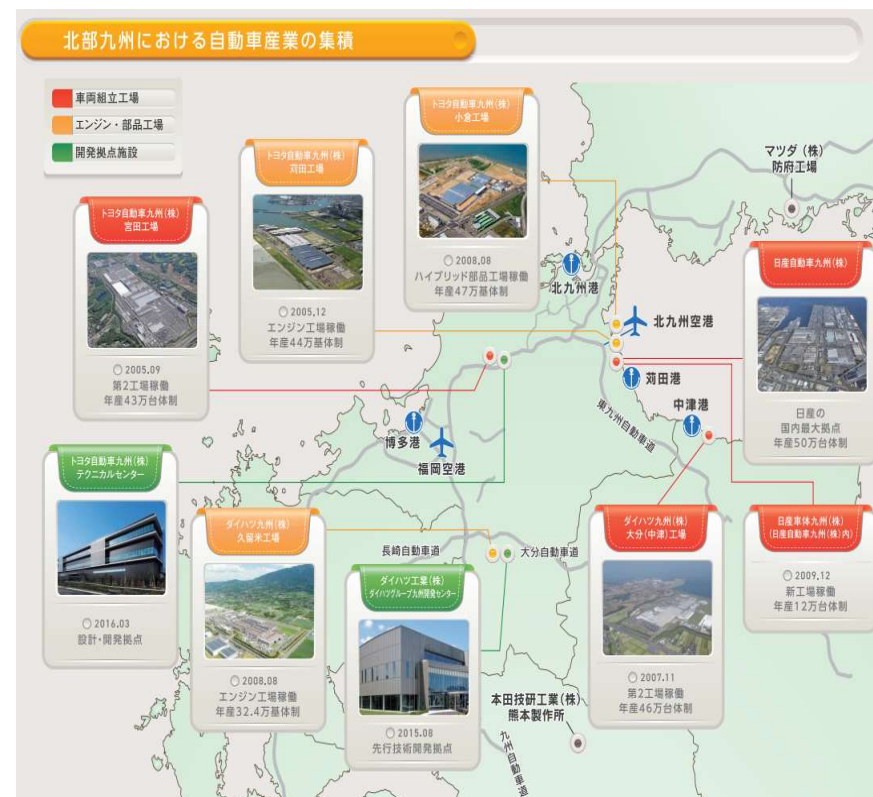 北部九州における自動車産業の集積
車両組立工場
エンジン・部品工場
開発拠点施設
トヨタ自動車九州(株)
小倉工場
2008.08
ハイブリッド部品工場稼働
年産47万基体制
トヨタ自動車九州(株)
苅田工場
2005.12
エンジン工場稼働
年産44万基体制
トヨタ自動車九州(株)
宮田工場
2005.09
第2工場稼働
年産43万台体制
マツダ(株)
防府工場
日産自動車九州(株)
日産の
国内最大拠点
年産50万台体制
北九州港
北九州空港
苅田港
中津港
東九州自動車道
博多港
福岡空港
トヨタ自動車九州(株)
テクニカルセンター
2016.03
設計・開発拠点
ダイハツ九州(株)
久留米工場
2008.08
エンジン工場稼働
年産32.4万基体制
長崎自動車道
大分自動車道
ダイハツ工業(株)
ダイハツグループ九州開発センター
2015.08
先行技術開発拠点
ダイハツ九州(株)
大分(中津)工場
2007.11
第2工場稼働
年産46万台体制
日産車体九州(株)
(日産自動車九州(株)内)
2009.12
新工場稼働
年産12万台体制
本田技研工業(株)
熊本製作所
九州自動車道